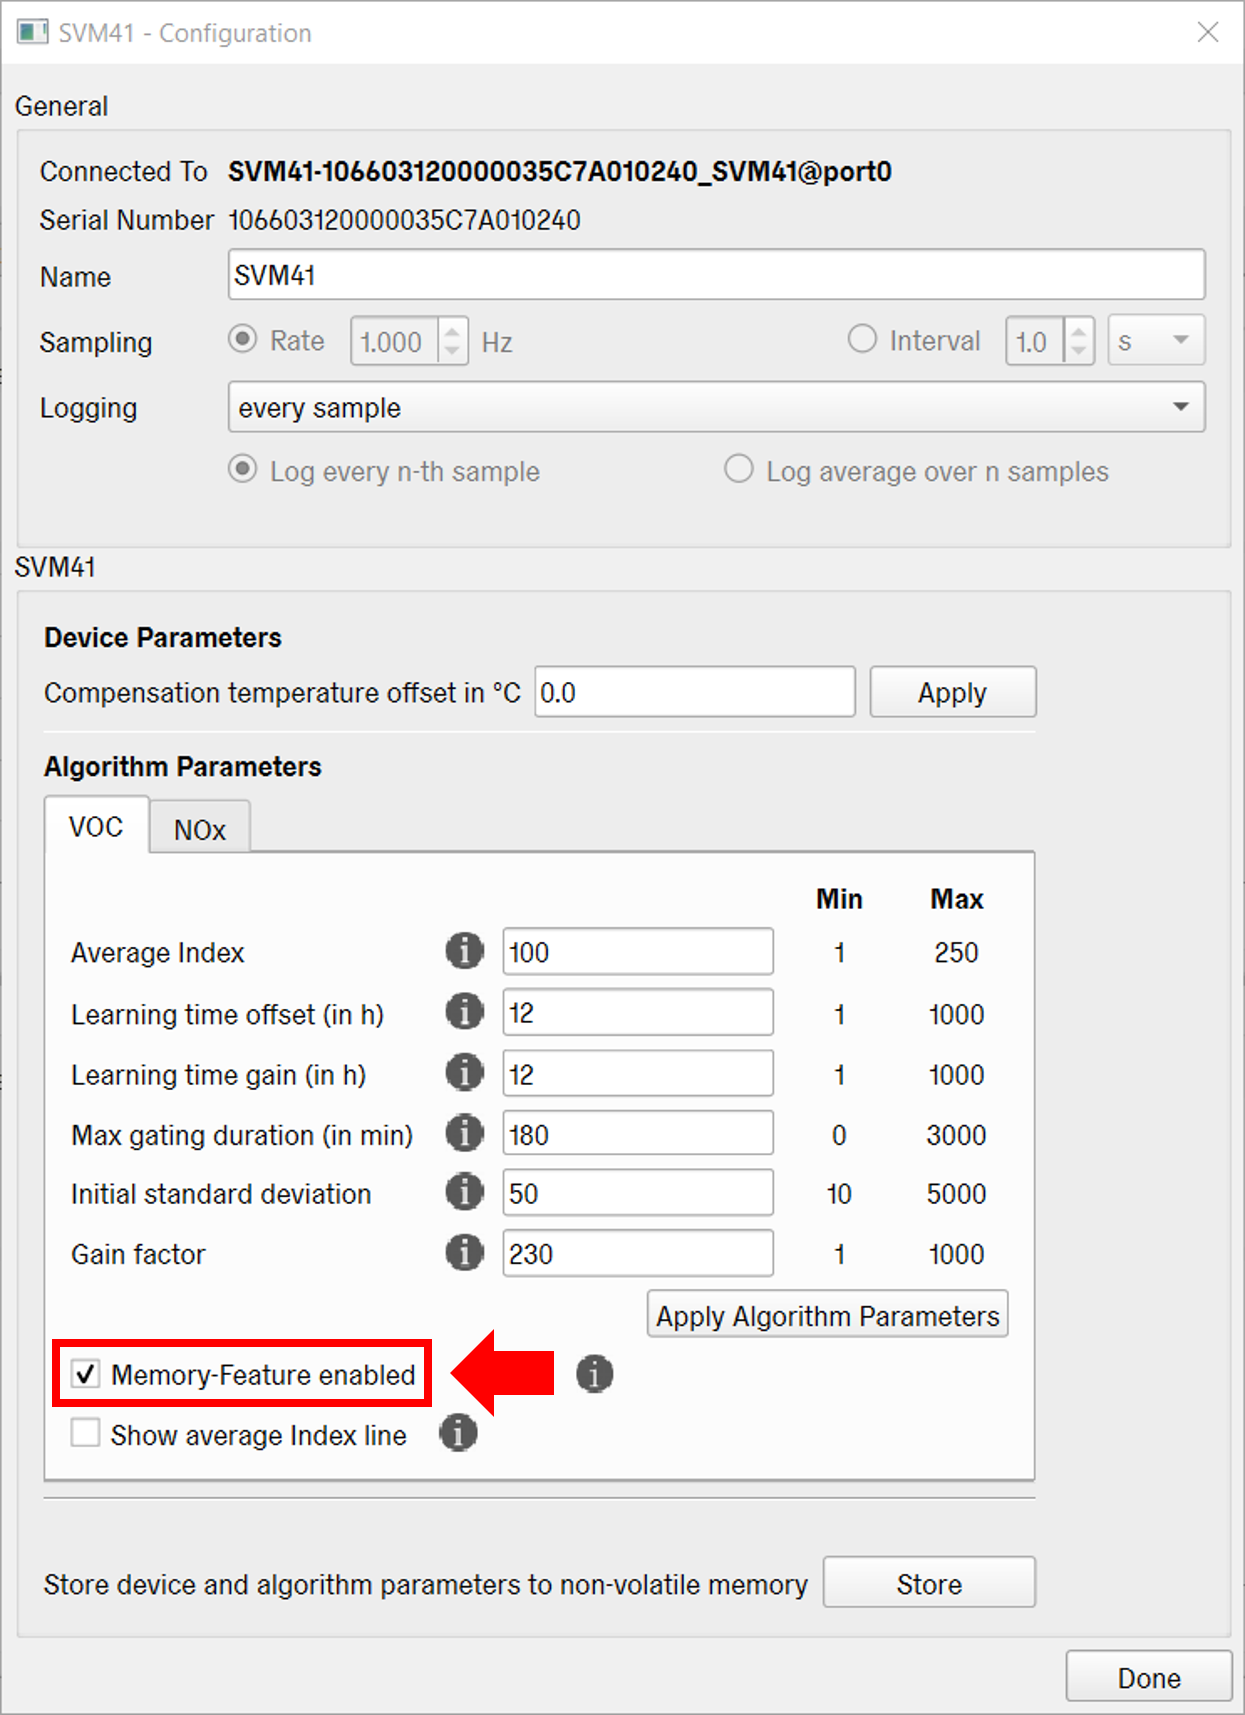 SVM41 - Configuration
General
Connected To SVM41-106603120000035C7A010240_SVM41@port0
Serial Number 106603120000035C7A010240
Name SVM41
Sampling Rate 1.000 Hz Interval 1.0 s
Logging every sample
Log every n-th sample Log average over n samples
SVM41
Device Parameters
Compensation temperature offset in °C 0.0 Apply
Algorithm Parameters
VOC NOx
Min Max
Average Index i 100 1 250
Learning time offset (in h) i 12 1 1000
Learning time gain (in h) i 12 1 1000
Max gating duration (in min) i 180 0 3000
Initial standard deviation i 50 10 5000
Gain factor i 230 1 1000
Apply Algorithm Parameters
Memory-Feature enabled i
Show average Index line i
Store device and algorithm parameters to non-volatile memory Store
Done